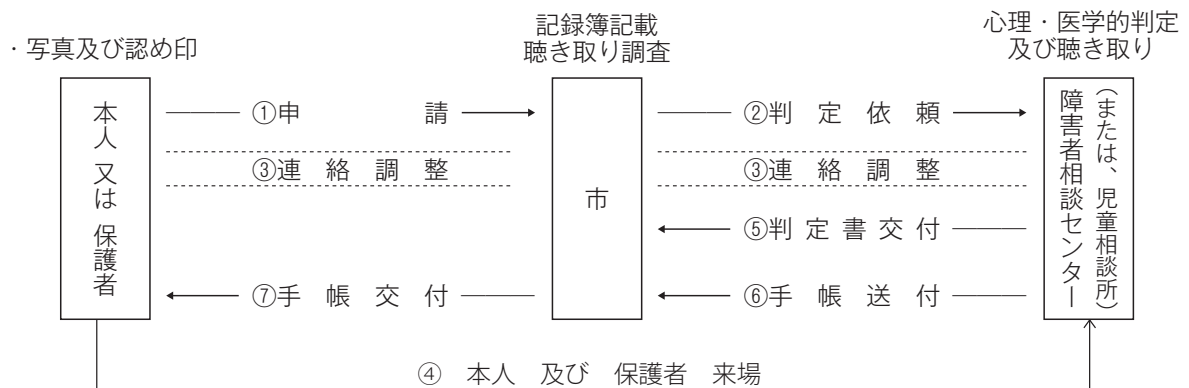 ・写真及び認め印
記録簿記載
聴き取り調査
心理・医学的判定
及び聴き取り
本人又は保護者
①申請
③連絡調整
⑦手帳交付
市
②判定依頼
③連絡調整
⑤判定書交付
⑥手帳送付
障害者相談センター
（または、児童相談所）
④ 本人 及び 保護者 来場